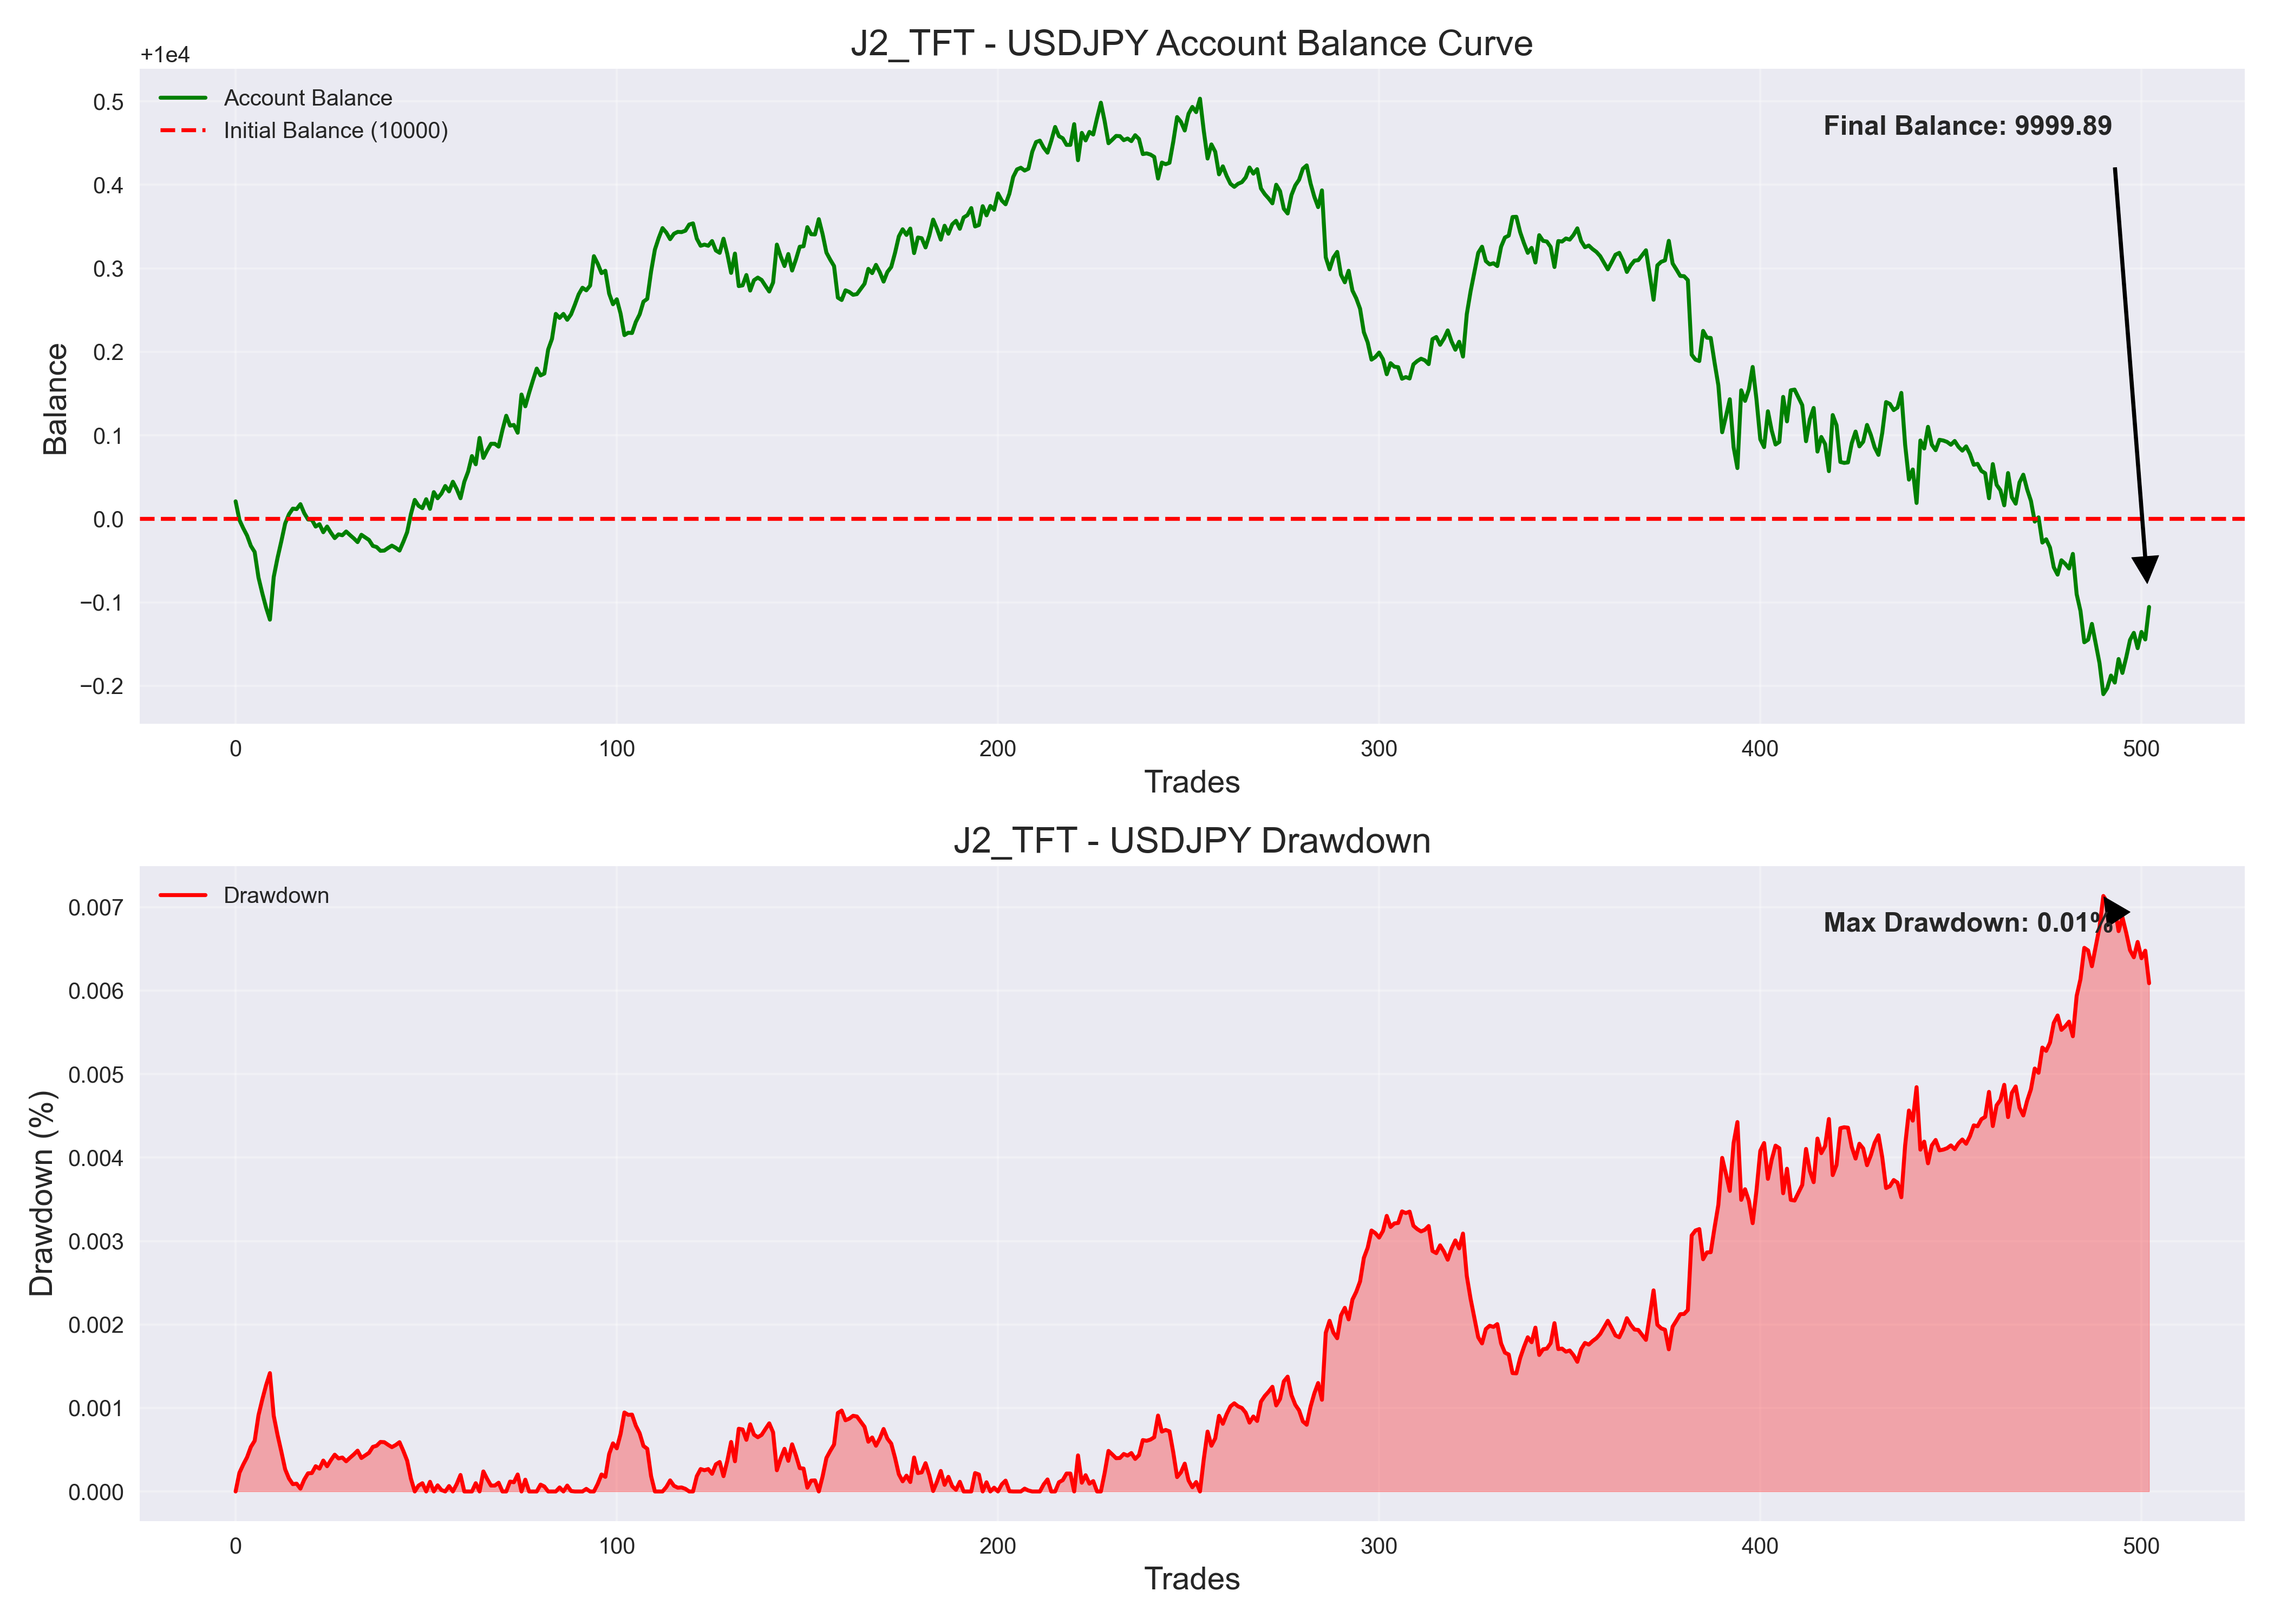 J2_TFT - USDJPY Account Balance Curve
+1e4
Account Balance
Initial Balance (10000)
Final Balance: 9999.89
Balance
0.5
0.4
0.3
0.2
0.1
0.0
−0.1
−0.2
0
100
200
300
400
500
Trades
J2_TFT - USDJPY Drawdown
Drawdown
Max Drawdown: 0.01%
Drawdown (%)
0.007
0.006
0.005
0.004
0.003
0.002
0.001
0.000
0
100
200
300
400
500
Trades